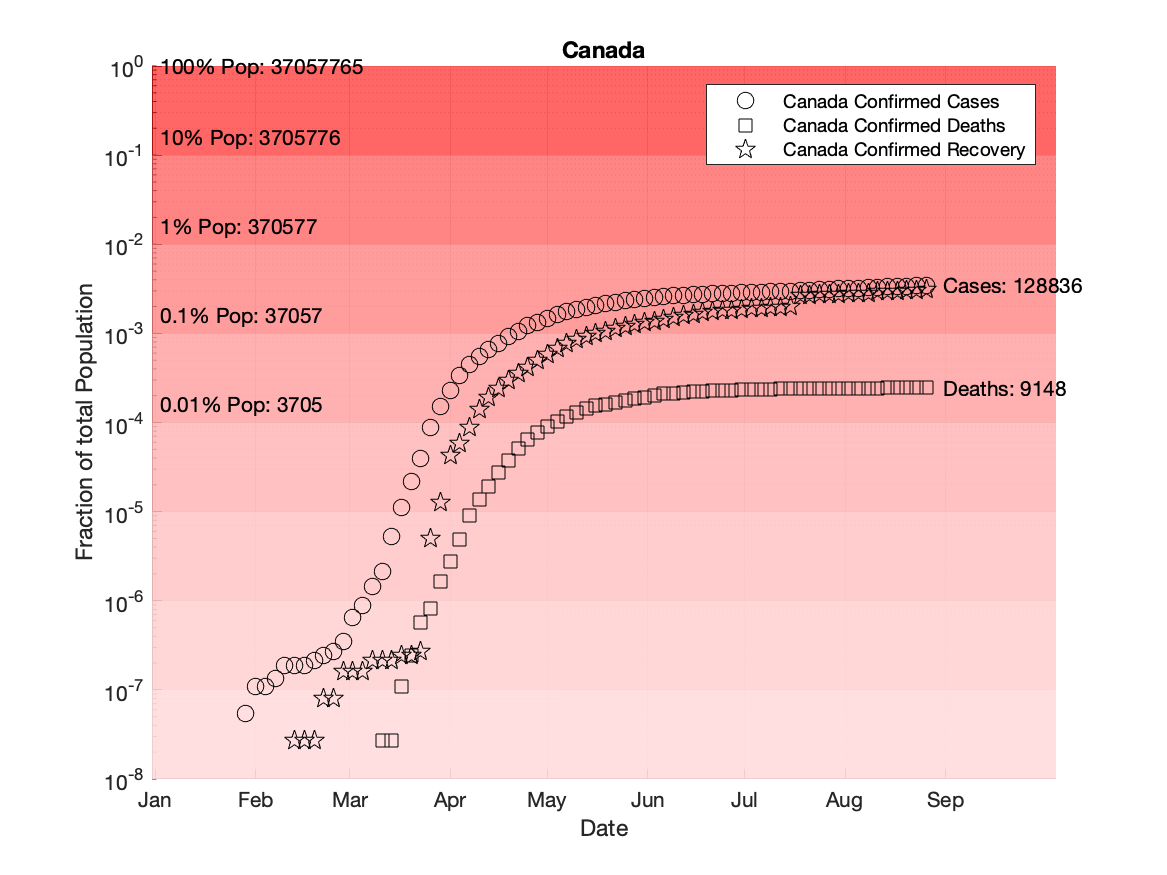 Canada
10^0
100% Pop: 37057765
Canada Confirmed Cases
Canada Confirmed Deaths
Canada Confirmed Recovery
10% Pop: 3705776
10^-1
1% Pop: 370577
10^-2
Cases: 128836
0.1% Pop: 37057
10^-3
Deaths: 9148
0.01% Pop: 3705
10^-4
10^-5
10^-6
10^-7
10^-8
Fraction of total Population
Jan Feb Mar Apr May Jun Jul Aug Sep
Date